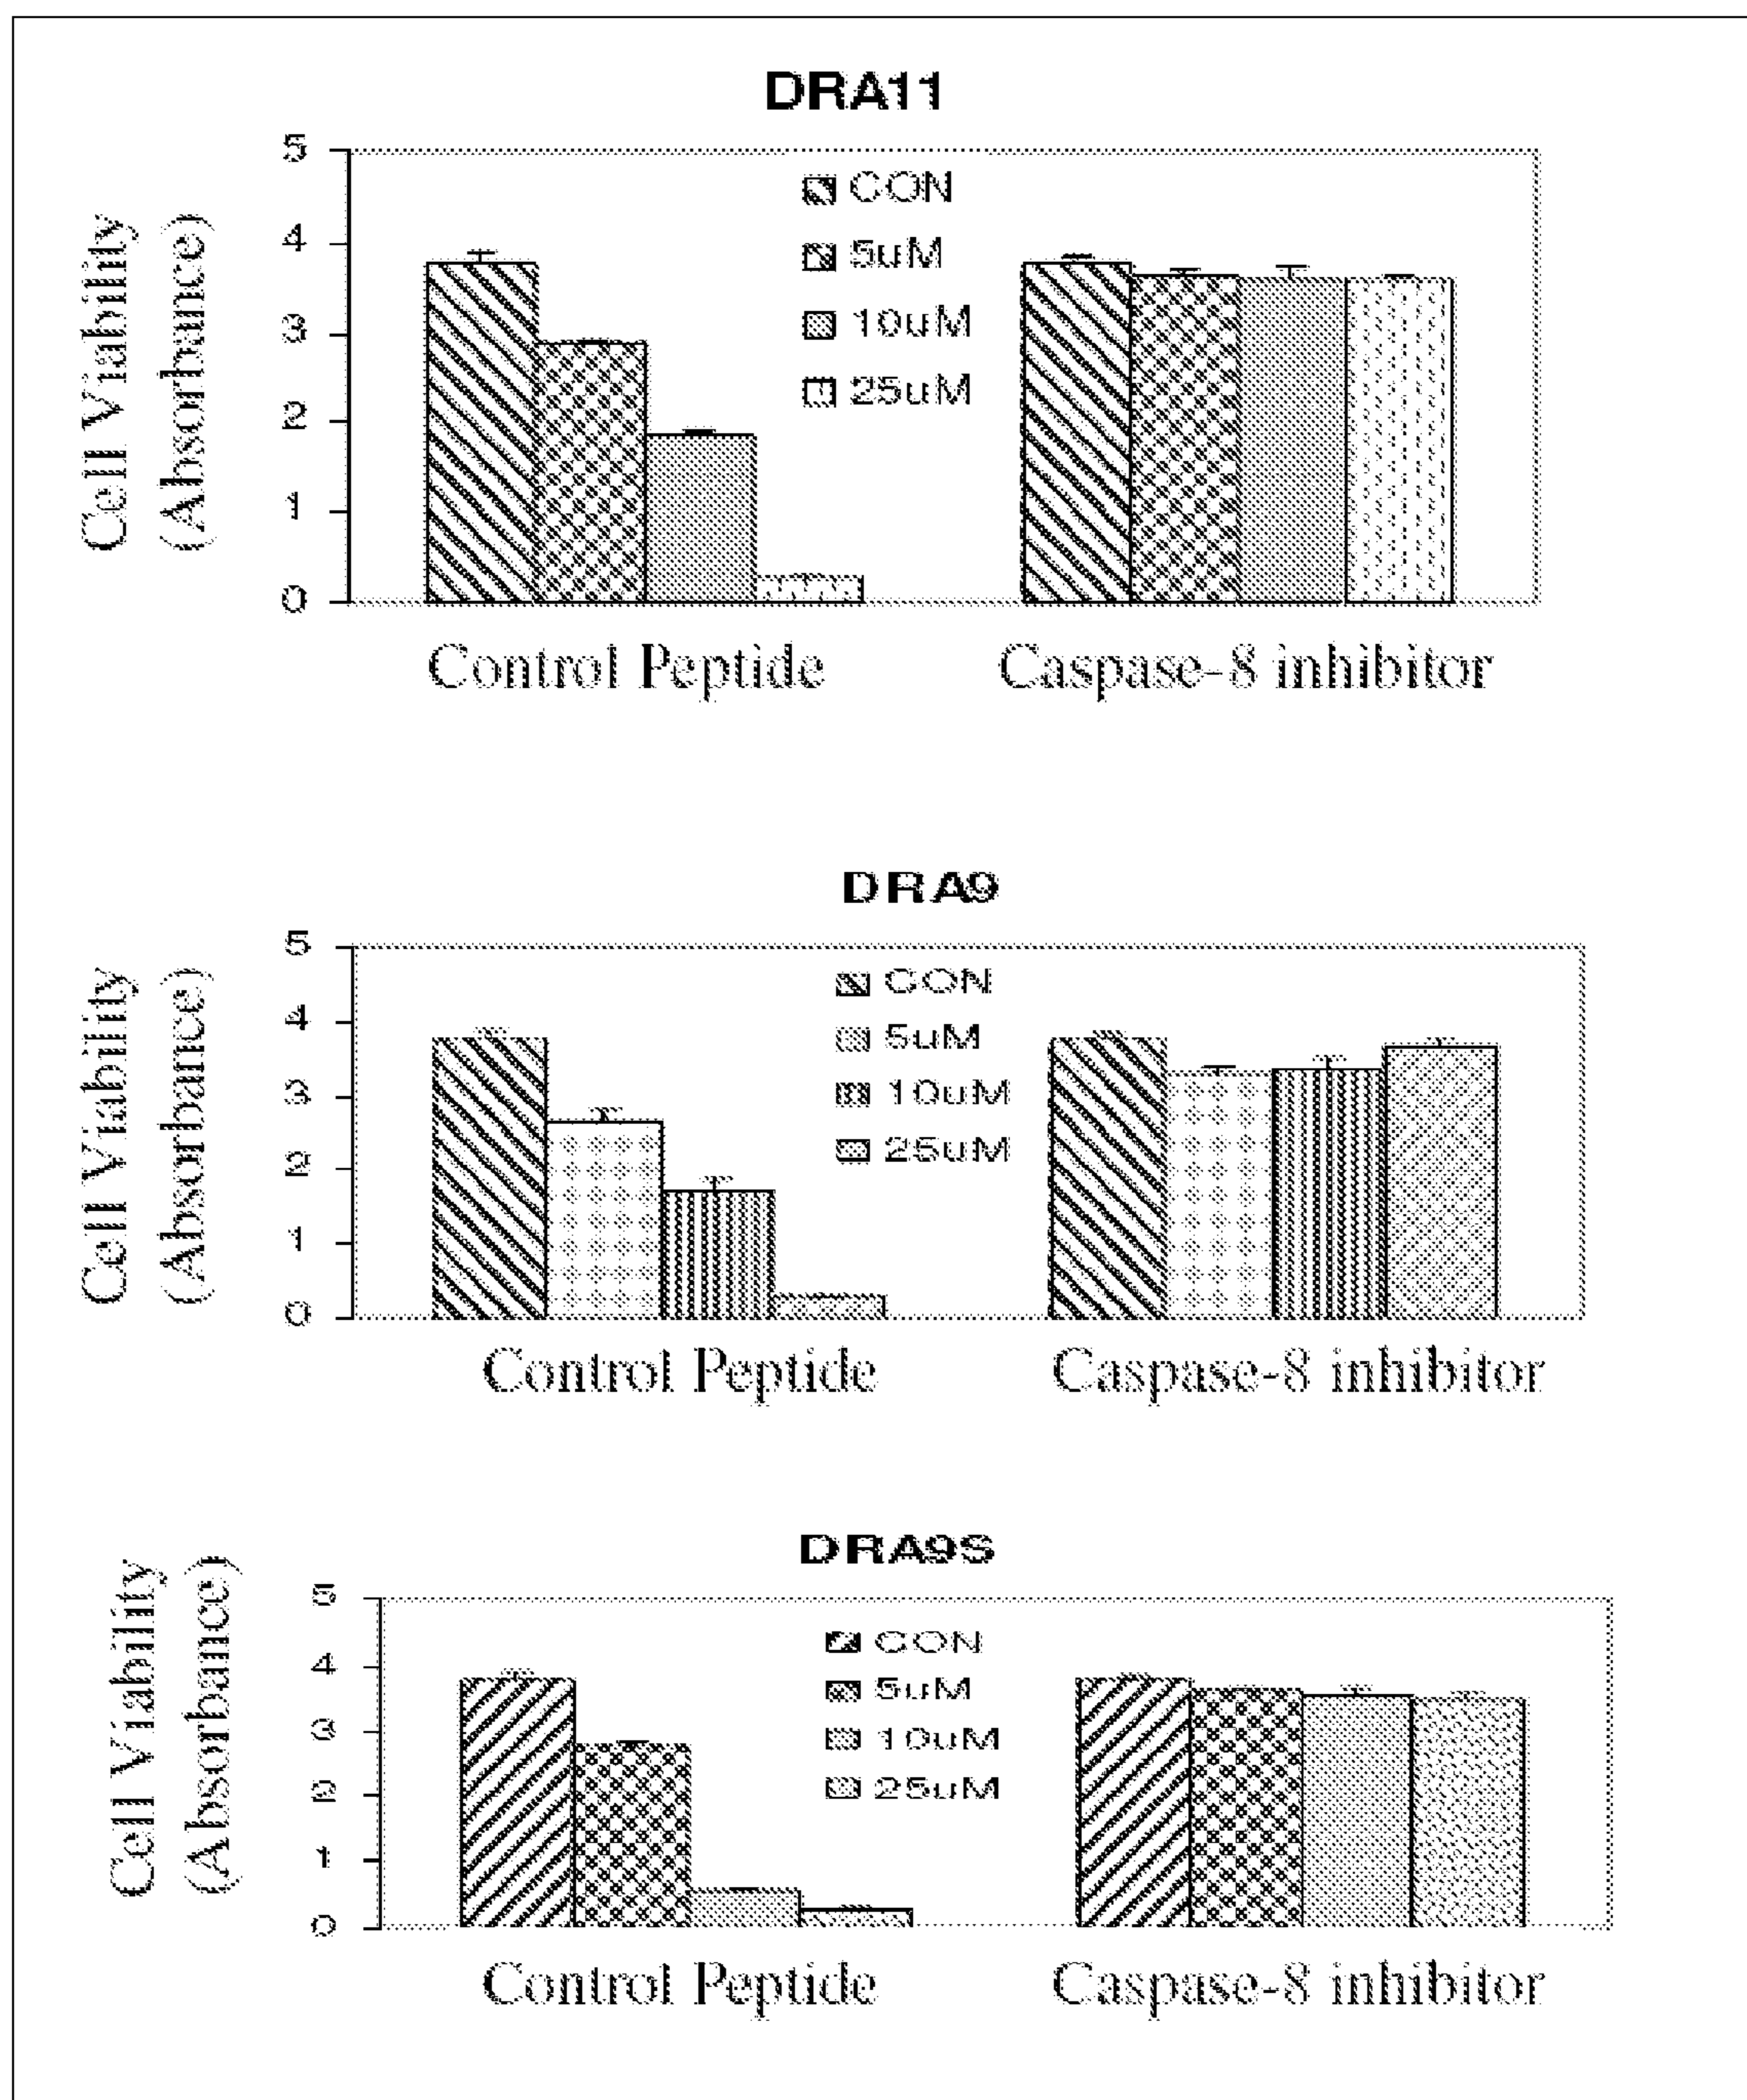 DRA11
Cell Viability
(Absorbance)
5
4
3
2
1
0
CON
5uM
10uM
25uM
Control Peptide
Caspase-8 inhibitor
DRA9
Cell Viability
(Absorbance)
5
4
3
2
1
0
CON
5uM
10uM
25uM
Control Peptide
Caspase-8 inhibitor
DRA9S
Cell Viability
(Absorbance)
5
4
3
2
1
0
CON
5uM
10uM
25uM
Control Peptide
Caspase-8 inhibitor